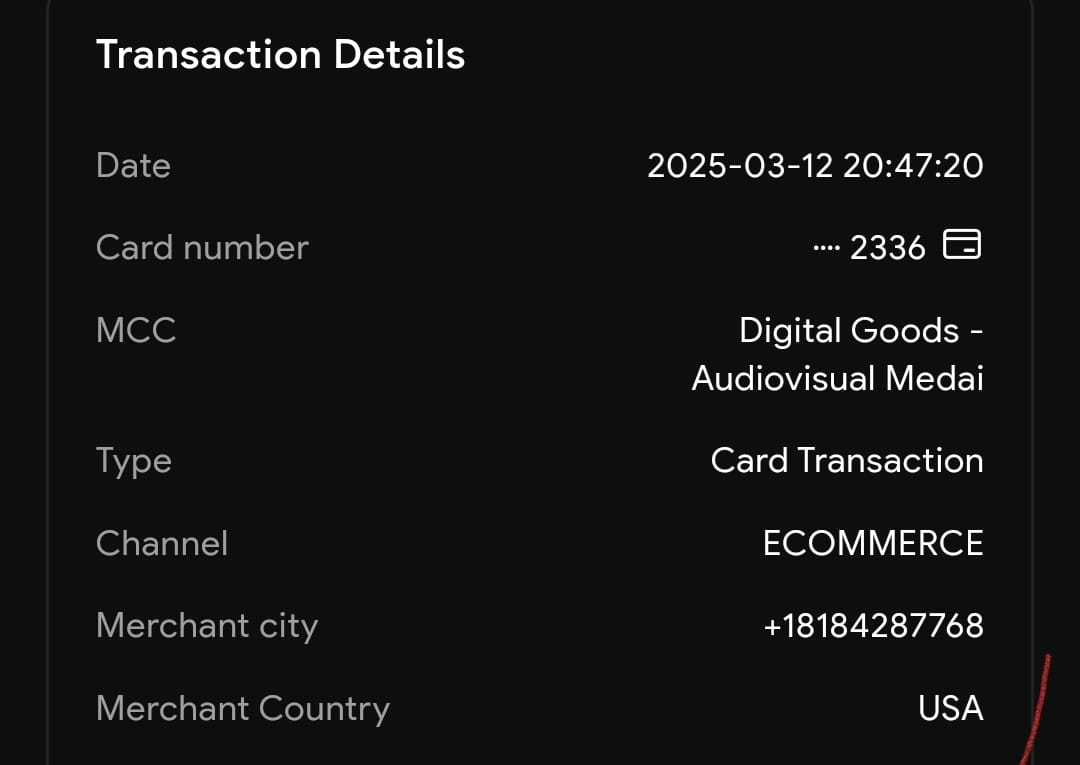 Transaction Details
Date 2025-03-12 20:47:20
Card number •••• 2336
MCC Digital Goods -
Audiovisual Medai
Type Card Transaction
Channel ECOMMERCE
Merchant city +18184287768
Merchant Country USA